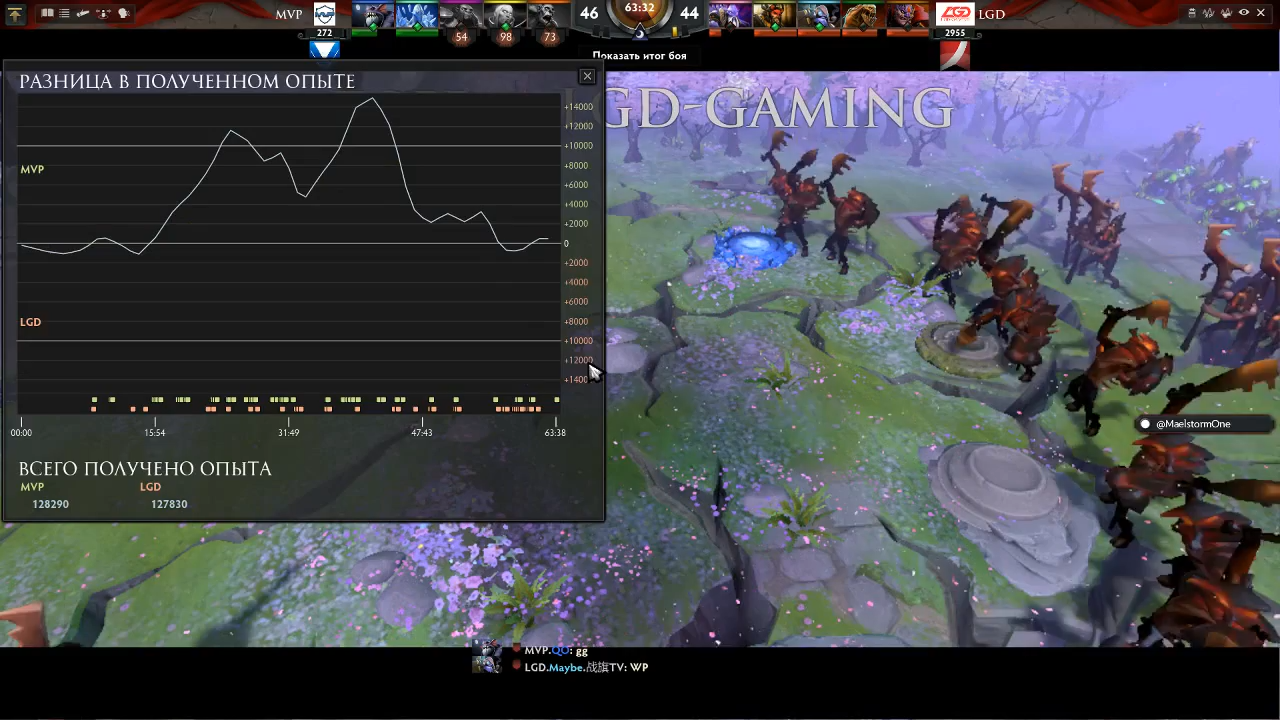 MVP
46
63:32
44
LGD
LGD
272
54
98
73
2955
Показать итог боя
РАЗНИЦА В ПОЛУЧЕННОМ ОПЫТЕ
GD-GAMING
+14000
+12000
+10000
+8000
MVP
+6000
+4000
+2000
0
+2000
+4000
+6000
+8000
LGD
+10000
+12000
+1400
00:00
15:54
31:49
47:43
63:38
@MaelstormOne
ВСЕГО ПОЛУЧЕНО ОПЫТА
MVP
LGD
128290
127830
MVP.QO: gg
LGD.Maybe.战旗TV: WP